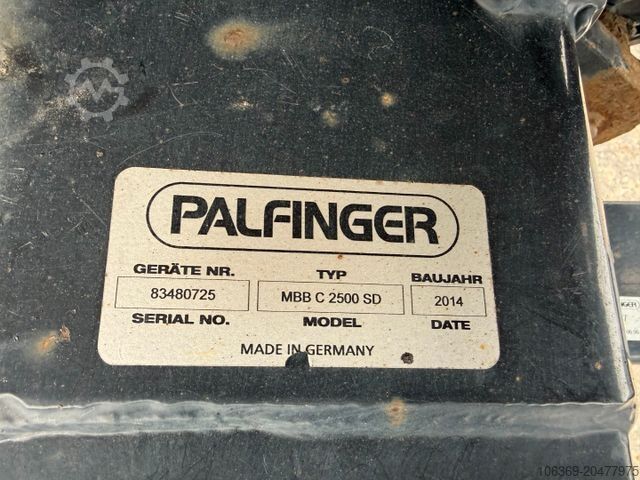 PALFINGER
GERÄTE NR. TYP BAUJAHR
83480725 MBB C 2500 SD 2014
SERIAL NO. MODEL DATE
MADE IN GERMANY
106369-20477975